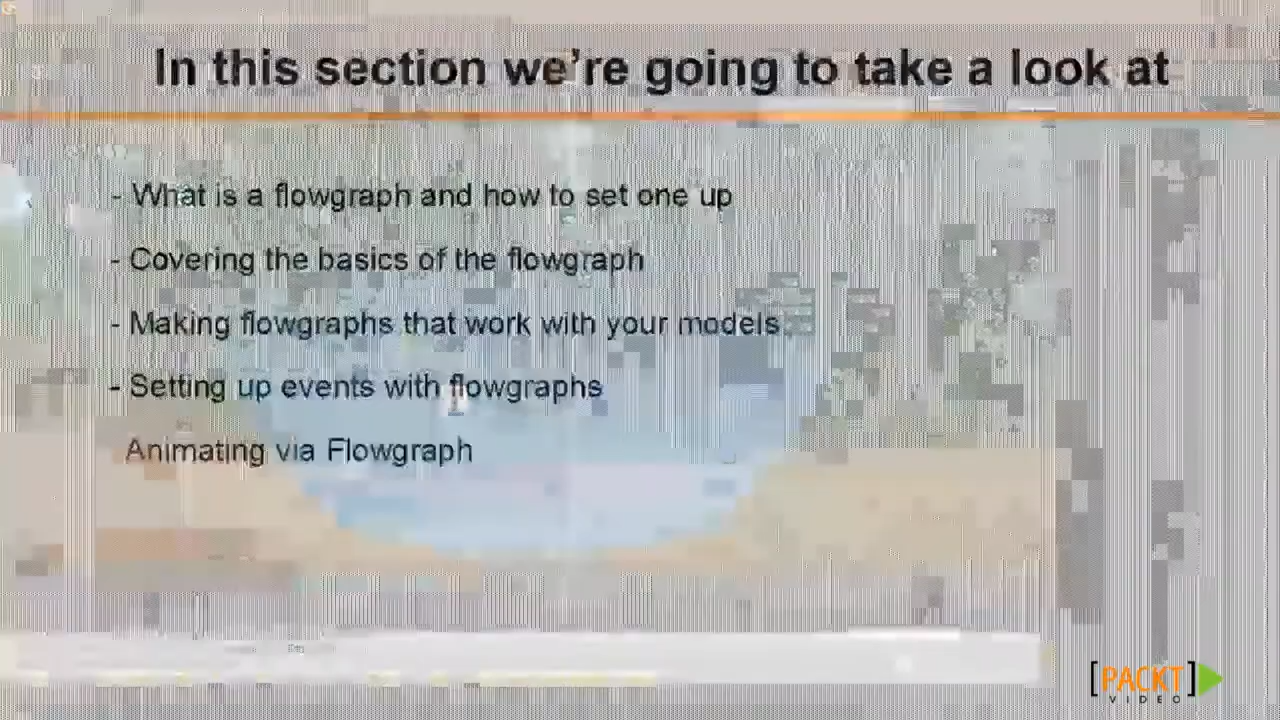 In this section we're going to take a look at
- What is a flowgraph and how to set one up
- Covering the basics of the flowgraph
- Making flowgraphs that work with your models
- Setting up events with flowgraphs
Animating via Flowgraph
[PACKT]
VIDEO